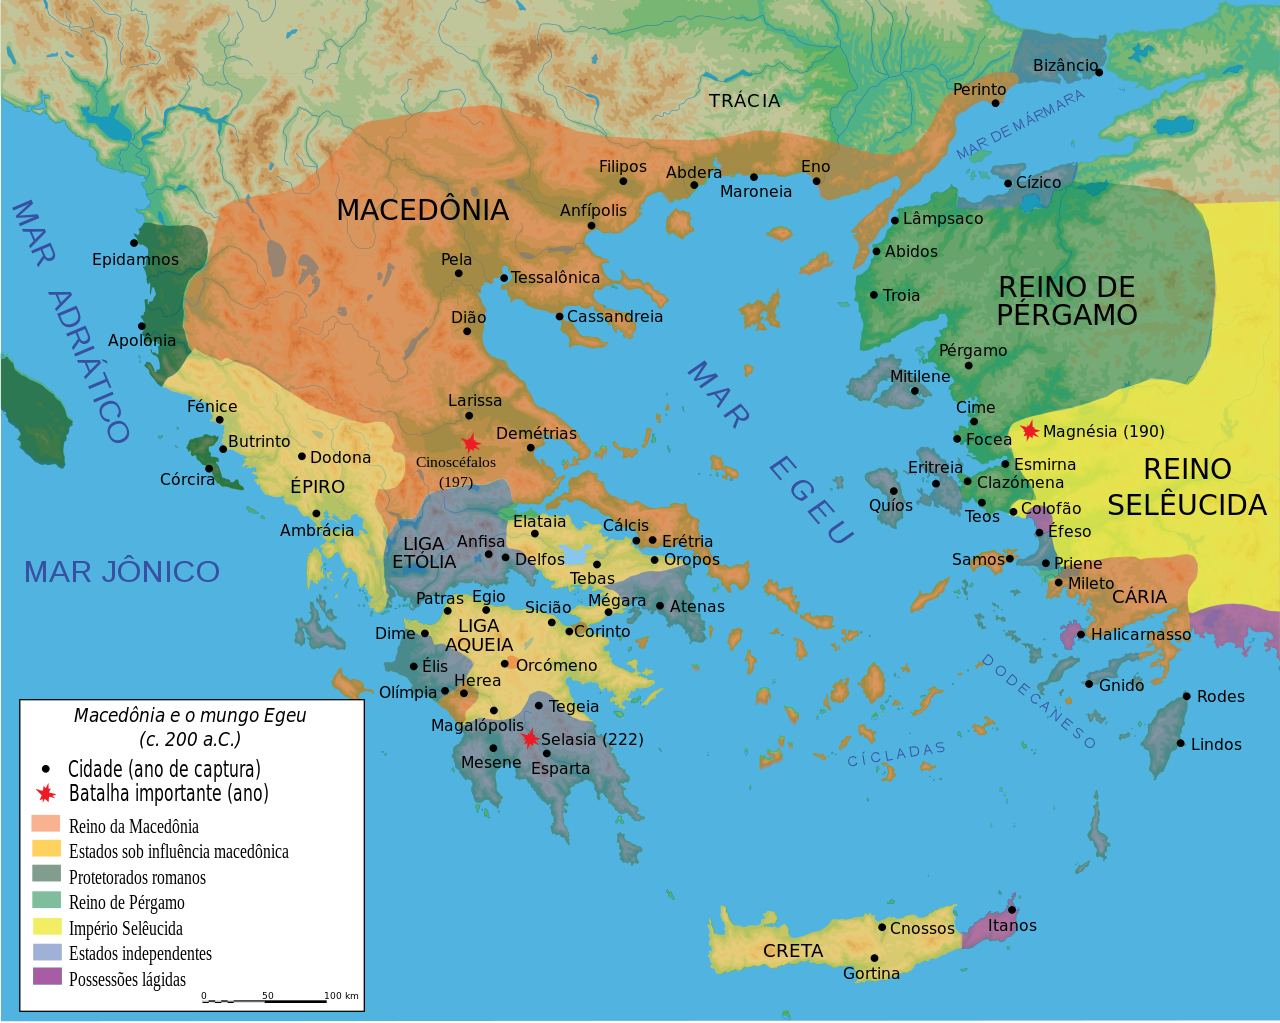 Bizâncio
Perinto
TRÁCIA
MAR DE MÁRMARA
Filipos
Abdera
Eno
Maroneia
Cízico
MACEDÔNIA
Anfípolis
Lâmpsaco
MAR ADRIÁTICO
Epidamnos
Pela
Tessalônica
Abidos
REINO DE
PÉRGAMO
Troia
Dião
Cassandreia
Apolônia
Pérgamo
Mitilene
MAR EGEU
Fénice
Larissa
Cime
Butrinto
Demétrias
Focea
Magnésia (190)
Dodona
Cinoscéfalos
(197)
Eritreia
Esmirna
REINO
SELÊUCIDA
Córcira
ÉPIRO
Clazómena
Quíos
Teos
Colofão
Ambrácia
Elataia
Cálcis
Éfeso
LIGA
ETÓLIA
Anfisa
Erétria
Delfos
Oropos
Samos
Priene
MAR JÔNICO
Tebas
Mileto
CÁRIA
Patras
Egio
Sicião
Mégara
Atenas
Dime
LIGA
AQUEIA
Corinto
Halicarnasso
Élis
Orcómeno
DODECANESO
Olímpia
Herea
Gnido
Rodes
Tegeia
Magalópolis
Selasia (222)
CÍCLADAS
Lindos
Mesene
Esparta
Macedônia e o mungo Egeu
(c. 200 a.C.)
Cidade (ano de captura)
Batalha importante (ano)
Reino da Macedônia
Estados sob influência macedônica
Protetorados romanos
Reino de Pérgamo
Império Selêucida
Estados independentes
Possessões lágidas
0 50 100 km
CRETA
Cnossos
Gortina
Itanos